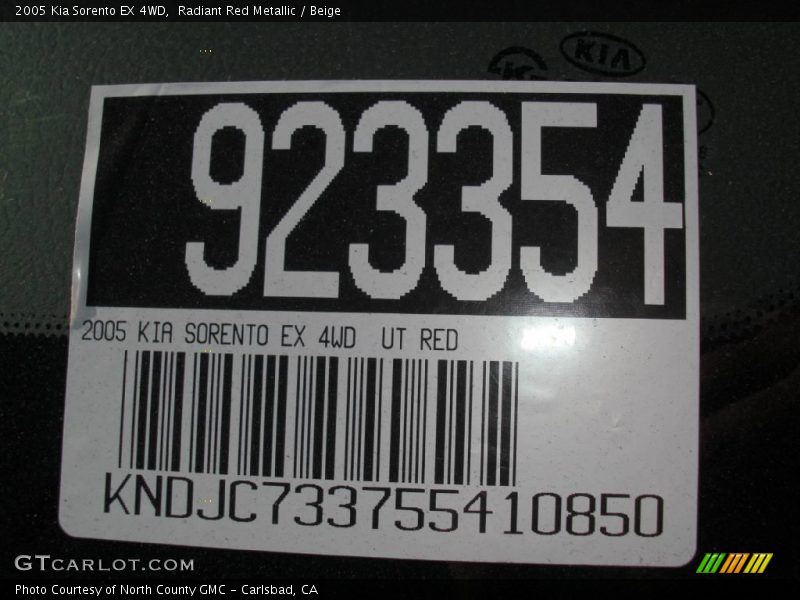 2005 Kia Sorento EX 4WD, Radiant Red Metallic / Beige
KIA
923354
2005 KIA SORENTO EX 4WD UT RED
KNDJC733755410850
GTCARLOT.COM
Photo Courtesy of North County GMC - Carlsbad, CA